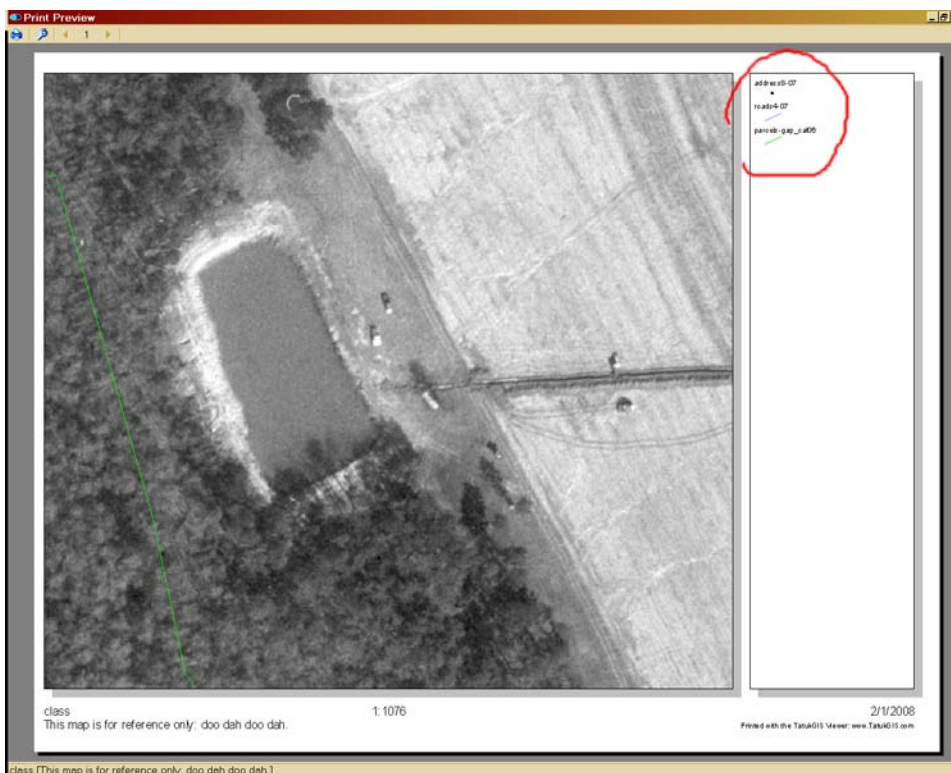 Print Preview
1
address9-07
roads4-07
parcels-gap_cal06
class
1:1076
2/1/2008
This map is for reference only: doo dah doo dah.
Printed with the TatukGIS Viewer: www.TatukGIS.com
class [This map is for reference only: doo dah doo dah.]